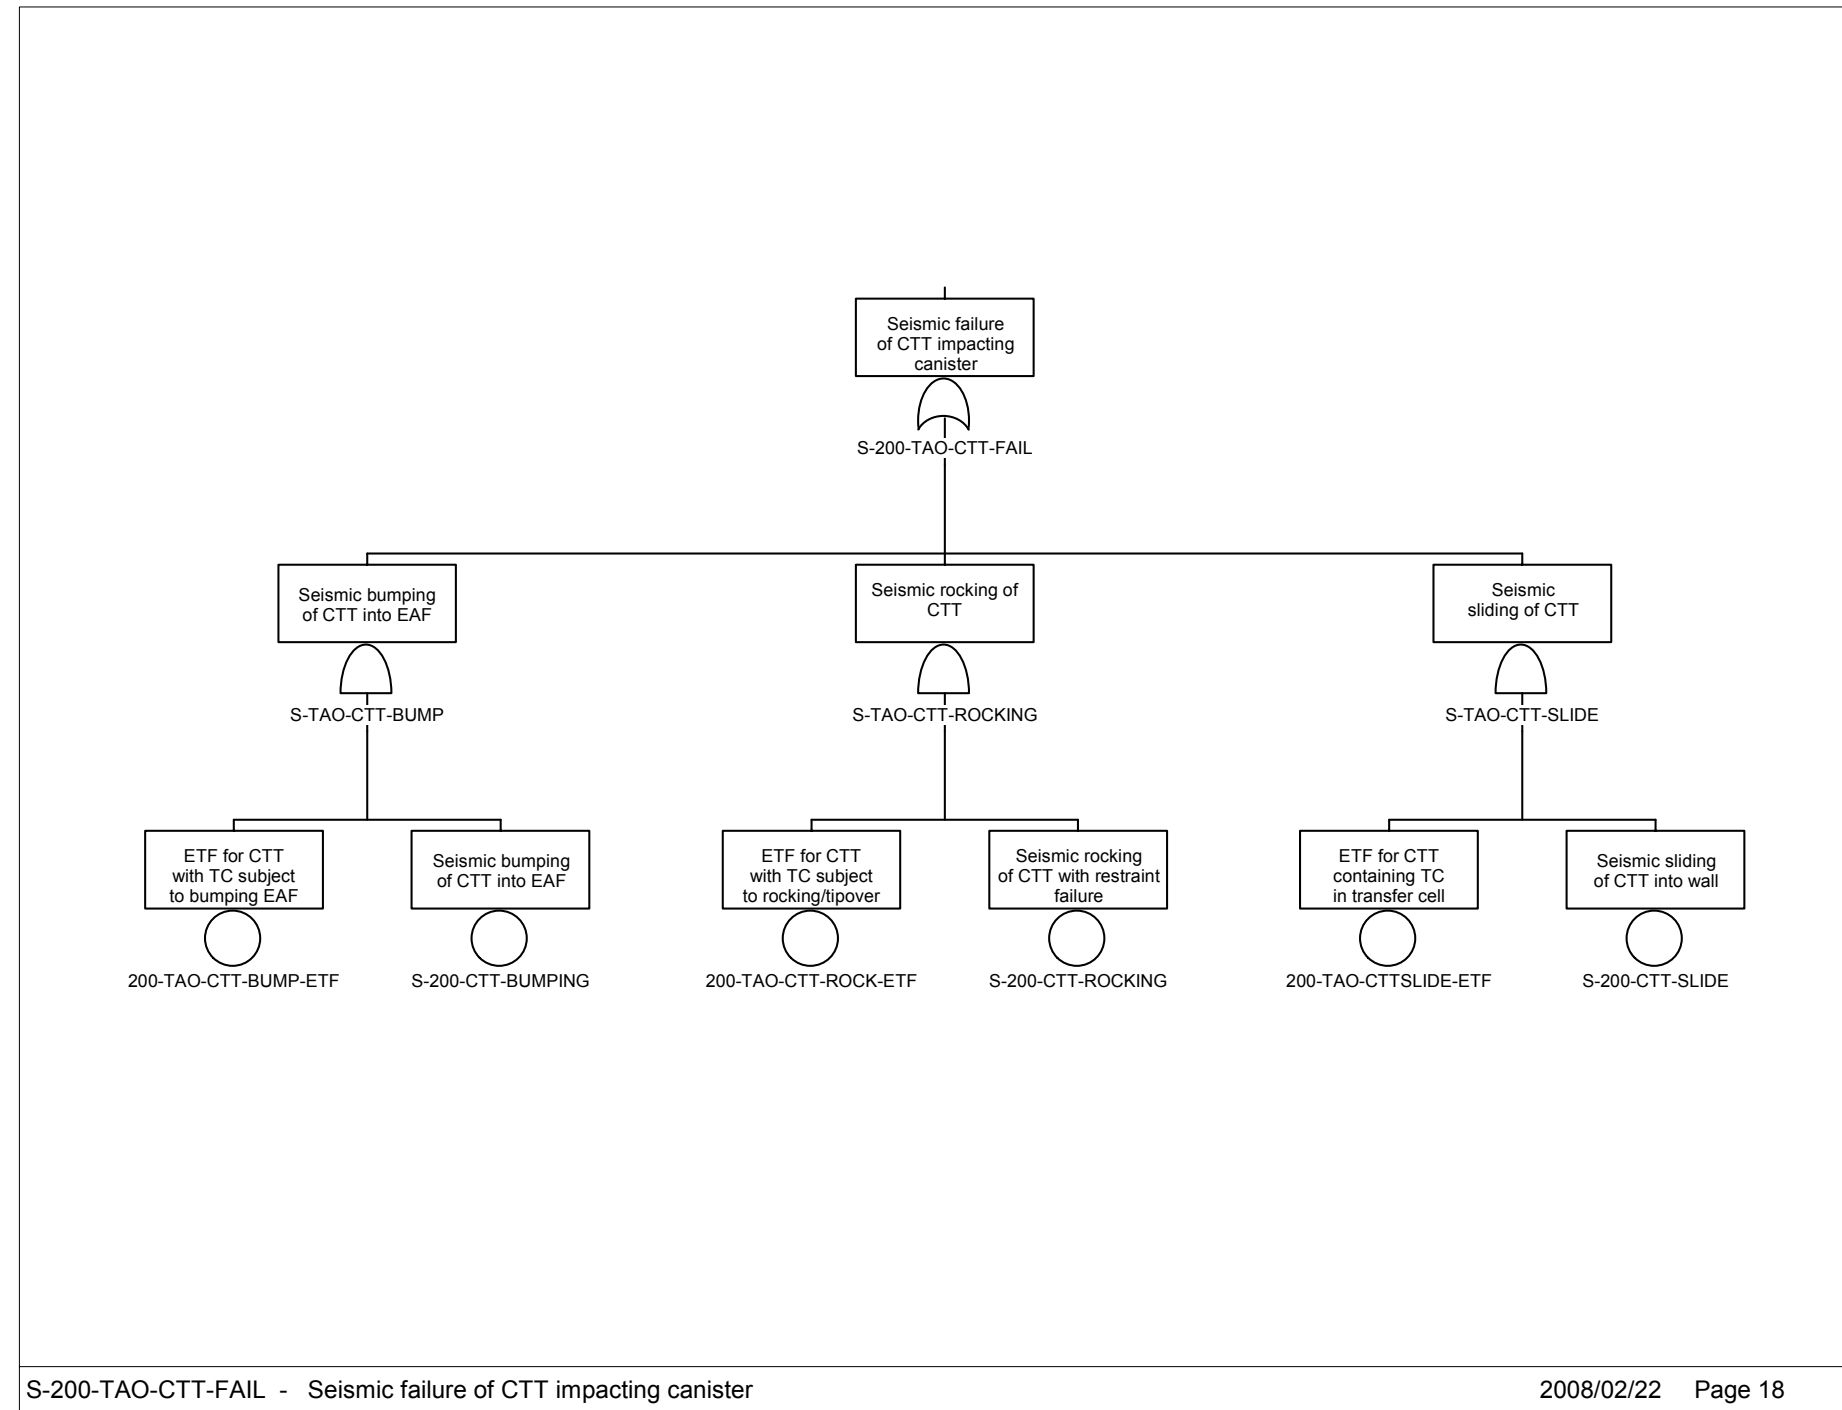 Seismic failure
of CTT impacting
canister
S-200-TAO-CTT-FAIL
Seismic bumping
of CTT into EAF
S-TAO-CTT-BUMP
Seismic rocking of
CTT
S-TAO-CTT-ROCKING
Seismic
sliding of CTT
S-TAO-CTT-SLIDE
ETF for CTT
with TC subject
to bumping EAF
200-TAO-CTT-BUMP-ETF
Seismic bumping
of CTT into EAF
S-200-CTT-BUMPING
ETF for CTT
with TC subject
to rocking/tipover
200-TAO-CTT-ROCK-ETF
Seismic rocking
of CTT with restraint
failure
S-200-CTT-ROCKING
ETF for CTT
containing TC
in transfer cell
200-TAO-CTTSLIDE-ETF
Seismic sliding
of CTT into wall
S-200-CTT-SLIDE
S-200-TAO-CTT-FAIL - Seismic failure of CTT impacting canister
2008/02/22 Page 18